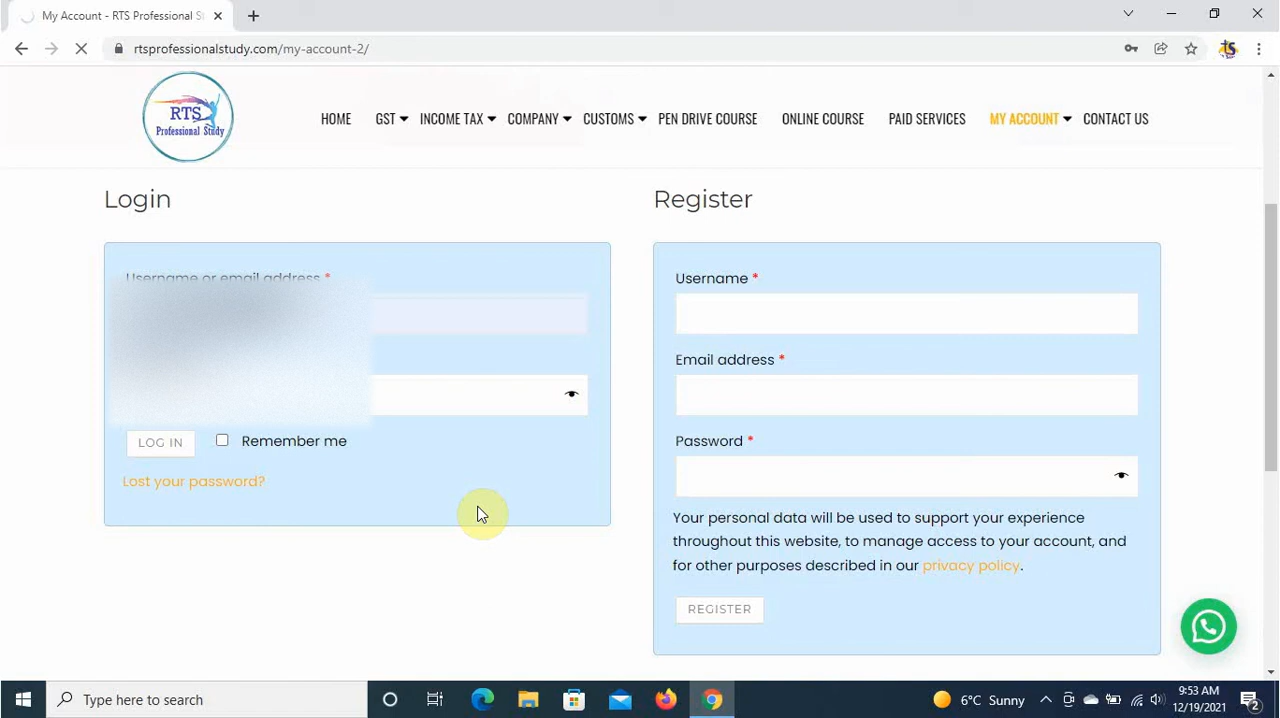 My Account - RTS Professional S
rtsprofessionalstudy.com/my-account-2/
RTS
Professional Study
HOME GST INCOME TAX COMPANY CUSTOMS PEN DRIVE COURSE ONLINE COURSE PAID SERVICES MY ACCOUNT CONTACT US
Login
Register
Username or email address *
Username *
Email address *
LOG IN
Remember me
Password *
Lost your password?
Your personal data will be used to support your experience
throughout this website, to manage access to your account, and
for other purposes described in our privacy policy.
REGISTER
Type here to search
6°C Sunny
9:53 AM
12/19/2021
2